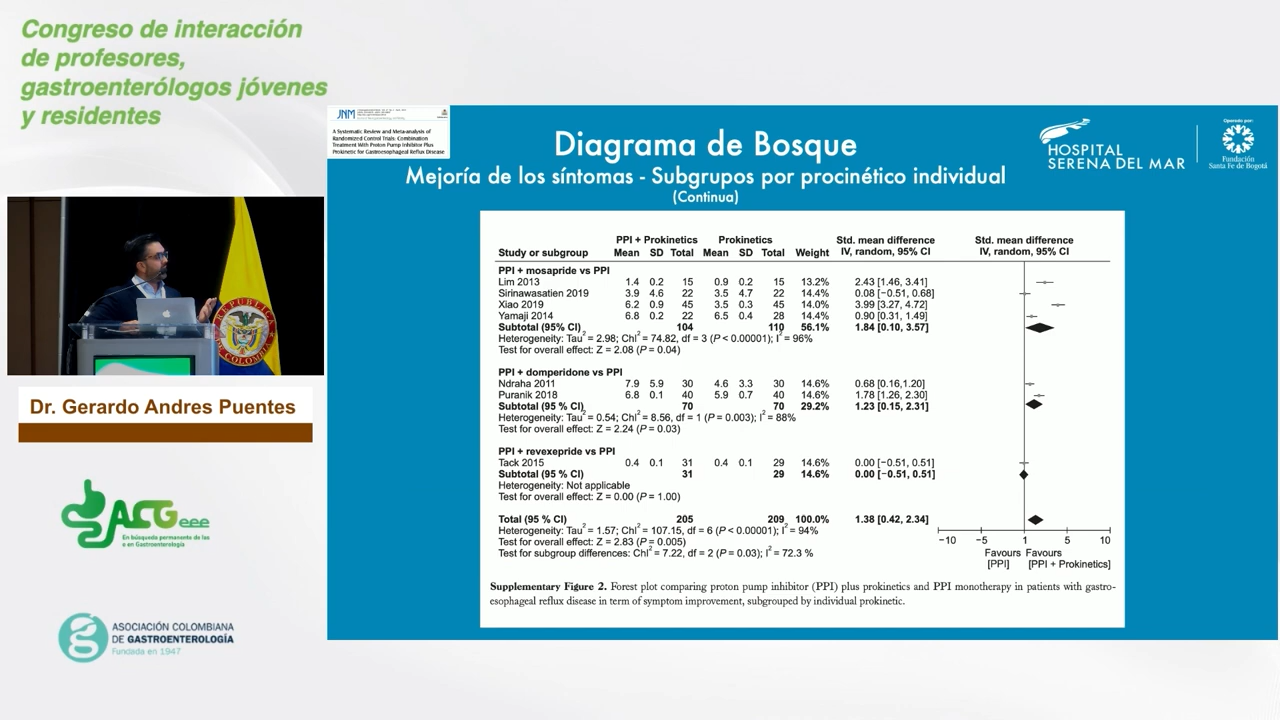 Congreso de interacción
de profesores,
gastroenterólogos jóvenes
y residentes
JNM
A Systematic Review and Meta-analysis of
Randomized Control Trials: Combination
Treatment With Proton Pump Inhibitor Plus
Prokinetic for Gastroesophageal Reflux Disease
Diagrama de Bosque
Mejoría de los síntomas - Subgrupos por procinético individual
(Continua)
HOSPITAL
SERENA DEL MAR
Operado por:
Fundación
Santa Fe de Bogotá
PPI + Prokinetics Prokinetics Std. mean difference Std. mean difference
Study or subgroup Mean SD Total Mean SD Total Weight IV, random, 95% CI IV, random, 95% CI
PPI + mosapride vs PPI
Lim 2013 1.4 0.2 15 0.9 0.2 15 13.2% 2.43 [1.46, 3.41]
Sirinawasatien 2019 3.9 4.6 22 3.5 4.7 22 14.4% 0.08 [−0.51, 0.68]
Xiao 2019 6.2 0.9 45 3.5 0.3 45 14.0% 3.99 [3.27, 4.72]
Yamaji 2014 6.8 0.2 22 6.5 0.4 28 14.4% 0.90 [0.31, 1.49]
Subtotal (95% CI) 104 110 56.1% 1.84 [0.10, 3.57]
Heterogeneity: Tau² = 2.98; Chi² = 74.82, df = 3 (P < 0.00001); I² = 96%
Test for overall effect: Z = 2.08 (P = 0.04)
PPI + domperidone vs PPI
Ndraha 2011 7.9 5.9 30 4.6 3.3 30 14.6% 0.68 [0.16,1.20]
Puranik 2018 6.8 0.1 40 5.9 0.7 40 14.6% 1.78 [1.26, 2.30]
Subtotal (95 % CI) 70 70 29.2% 1.23 [0.15, 2.31]
Heterogeneity: Tau² = 0.54; Chi² = 8.56, df = 1 (P = 0.003); I² = 88%
Test for overall effect: Z = 2.24 (P = 0.03)
PPI + revexepride vs PPI
Tack 2015 0.4 0.1 31 0.4 0.1 29 14.6% 0.00 [−0.51, 0.51]
Subtotal (95 % CI) 31 29 14.6% 0.00 [−0.51, 0.51]
Heterogeneity: Not applicable
Test for overall effect: Z = 0.00 (P = 1.00)
Total (95 % CI) 205 209 100.0% 1.38 [0.42, 2.34]
Heterogeneity: Tau² = 1.57; Chi² = 107.15, df = 6 (P < 0.00001); I² = 94%
Test for overall effect: Z = 2.83 (P = 0.005)
Test for subgroup differences: Chi² = 7.22, df = 2 (P = 0.03); I² = 72.3 %
−10 −5 1 5 10
Favours Favours
[PPI] [PPI + Prokinetics]
Supplementary Figure 2. Forest plot comparing proton pump inhibitor (PPI) plus prokinetics and PPI monotherapy in patients with gastro-
esophageal reflux disease in term of symptom improvement, subgrouped by individual prokinetic.
REPÚBLICA
DE COLOMBIA
Dr. Gerardo Andres Puentes
ACGeee
En búsqueda permanente de las
e en Gastroenterología
ASOCIACIÓN COLOMBIANA
DE GASTROENTEROLOGÍA
Fundada en 1947